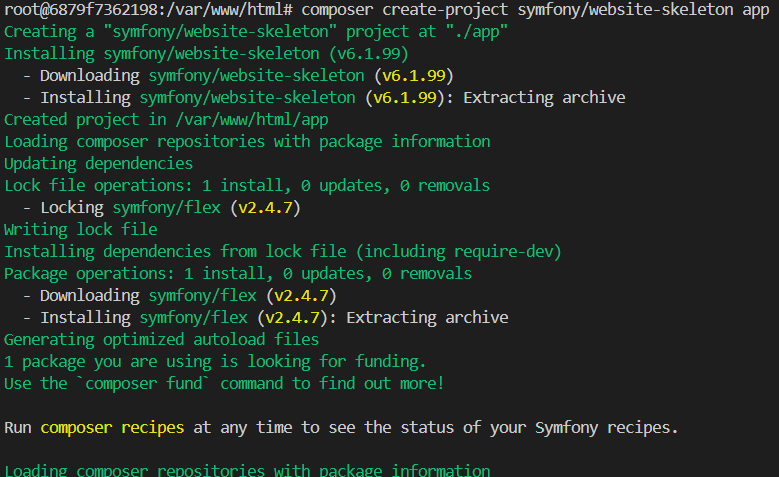 root@6879f7362198:/var/www/html# composer create-project symfony/website-skeleton app
Creating a "symfony/website-skeleton" project at "./app"
Installing symfony/website-skeleton (v6.1.99)
  - Downloading symfony/website-skeleton (v6.1.99)
  - Installing symfony/website-skeleton (v6.1.99): Extracting archive
Created project in /var/www/html/app
Loading composer repositories with package information
Updating dependencies
Lock file operations: 1 install, 0 updates, 0 removals
  - Locking symfony/flex (v2.4.7)
Writing lock file
Installing dependencies from lock file (including require-dev)
Package operations: 1 install, 0 updates, 0 removals
  - Downloading symfony/flex (v2.4.7)
  - Installing symfony/flex (v2.4.7): Extracting archive
Generating optimized autoload files
1 package you are using is looking for funding.
Use the `composer fund` command to find out more!
Run composer recipes at any time to see the status of your Symfony recipes.
Loading composer repositories with package information